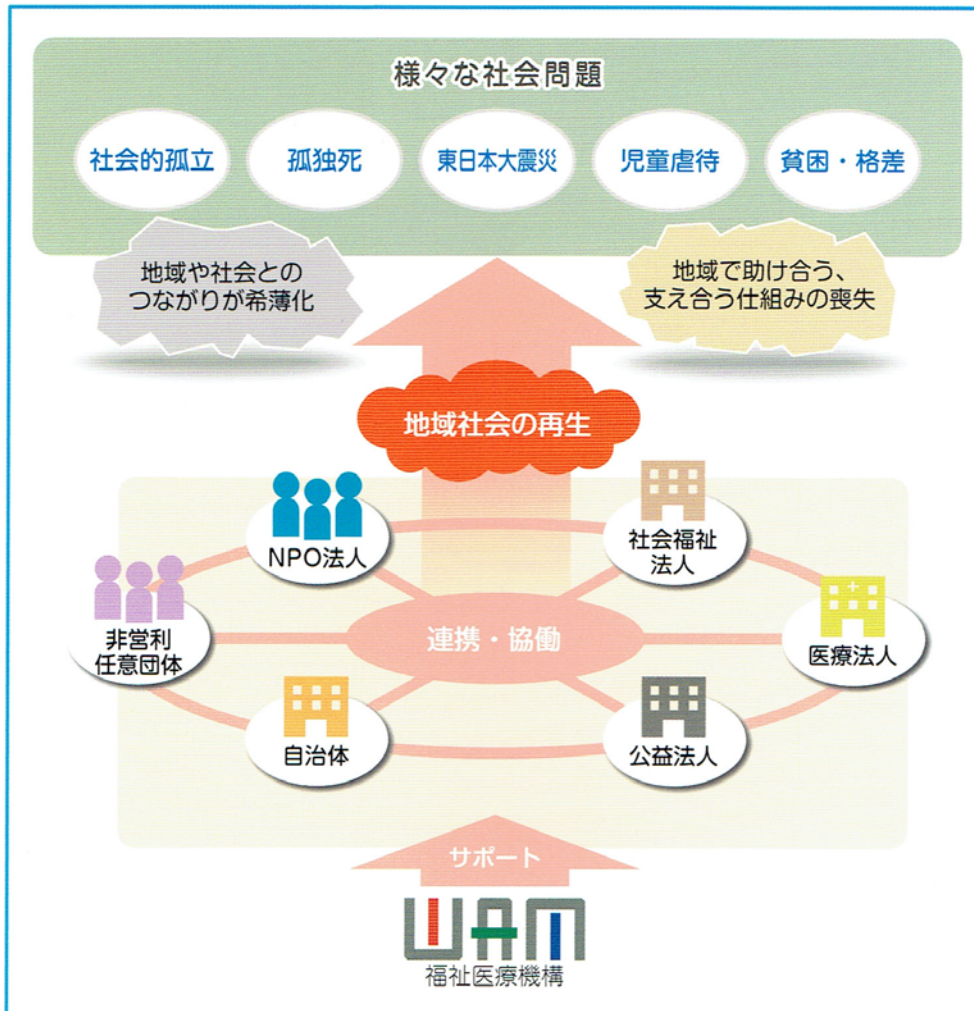 様々な社会問題
社会的孤立
孤独死
東日本大震災
児童虐待
貧困・格差
地域や社会との
つながりが希薄化
地域で助け合う、
支え合う仕組みの喪失
地域社会の再生
NPO法人
社会福祉
法人
非営利
任意団体
連携・協働
医療法人
自治体
公益法人
サポート
WAM
福祉医療機構